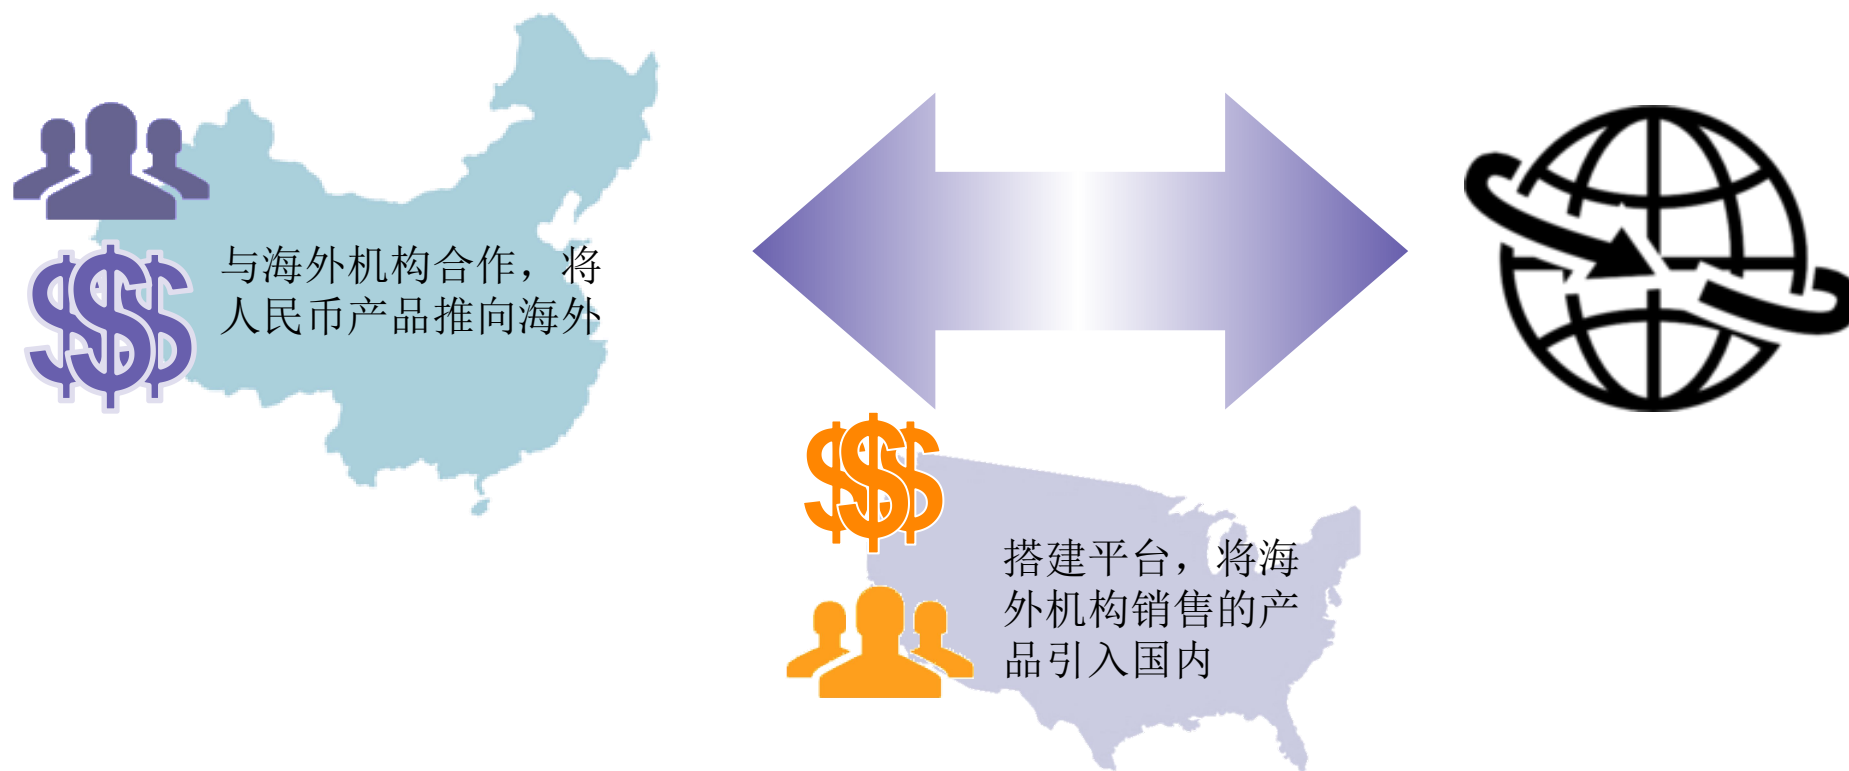 与海外机构合作，将
人民币产品推向海外
搭建平台，将海
外机构销售的产
品引入国内